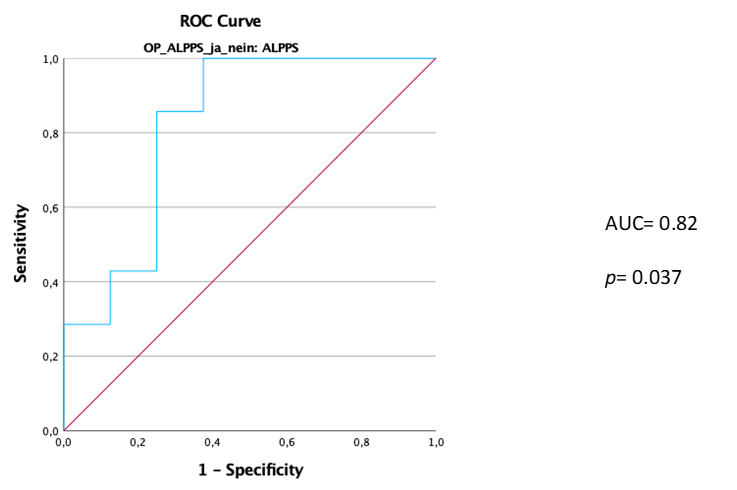 ROC Curve
OP_ALPPS_ja_nein: ALPPS
1,0
0,8
0,6
0,4
0,2
0,0
Sensitivity
0,0 0,2 0,4 0,6 0,8 1,0
1 – Specificity
AUC= 0.82
p= 0.037